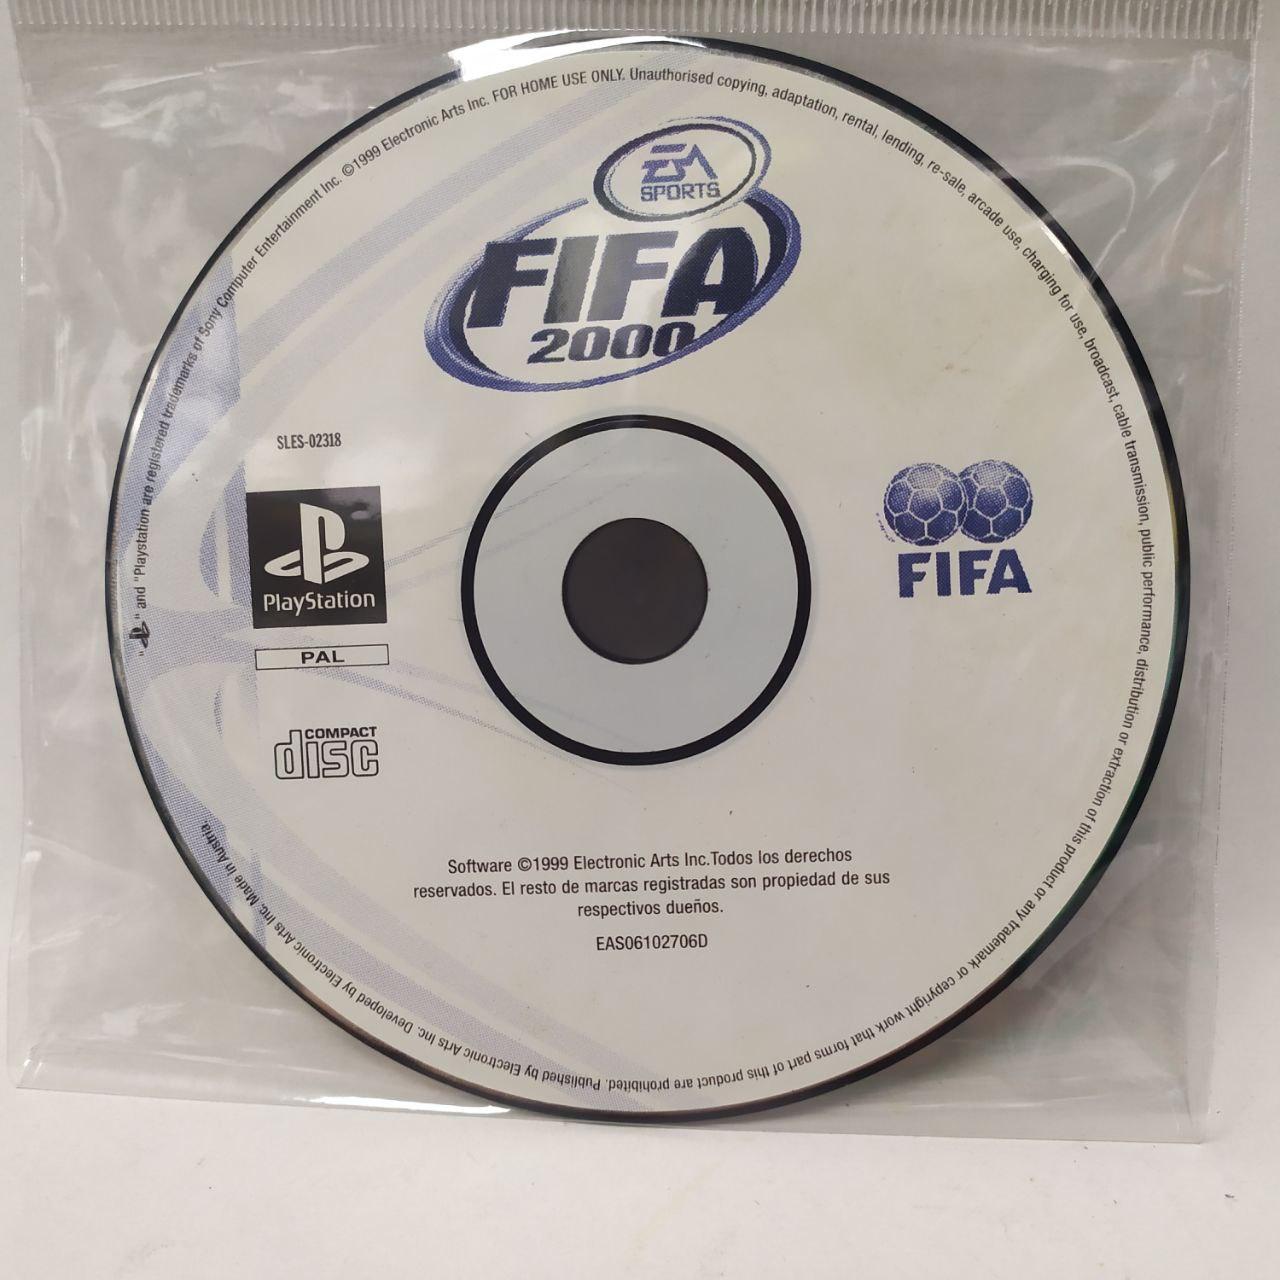 "PS" and "Playstation are registered trademarks of Sony Computer Entertainment Inc. ©1999 Electronic Arts Inc. FOR HOME USE ONLY. Unauthorised copying, adaptation, rental, lending, re-sale, arcade use, charging for use, broadcast, cable transmission, public performance, distribution or extraction of this product or any trademark or copyright work that forms part of this product are prohibited. Published by Electronic Arts Inc. Developed by Electronic Arts Inc. Made in Austria.
EA
SPORTS
FIFA
2000
SLES-02318
PlayStation
PAL
COMPACT
disc
FIFA
Software ©1999 Electronic Arts Inc.Todos los derechos
reservados. El resto de marcas registradas son propiedad de sus
respectivos dueños.
EAS06102706D